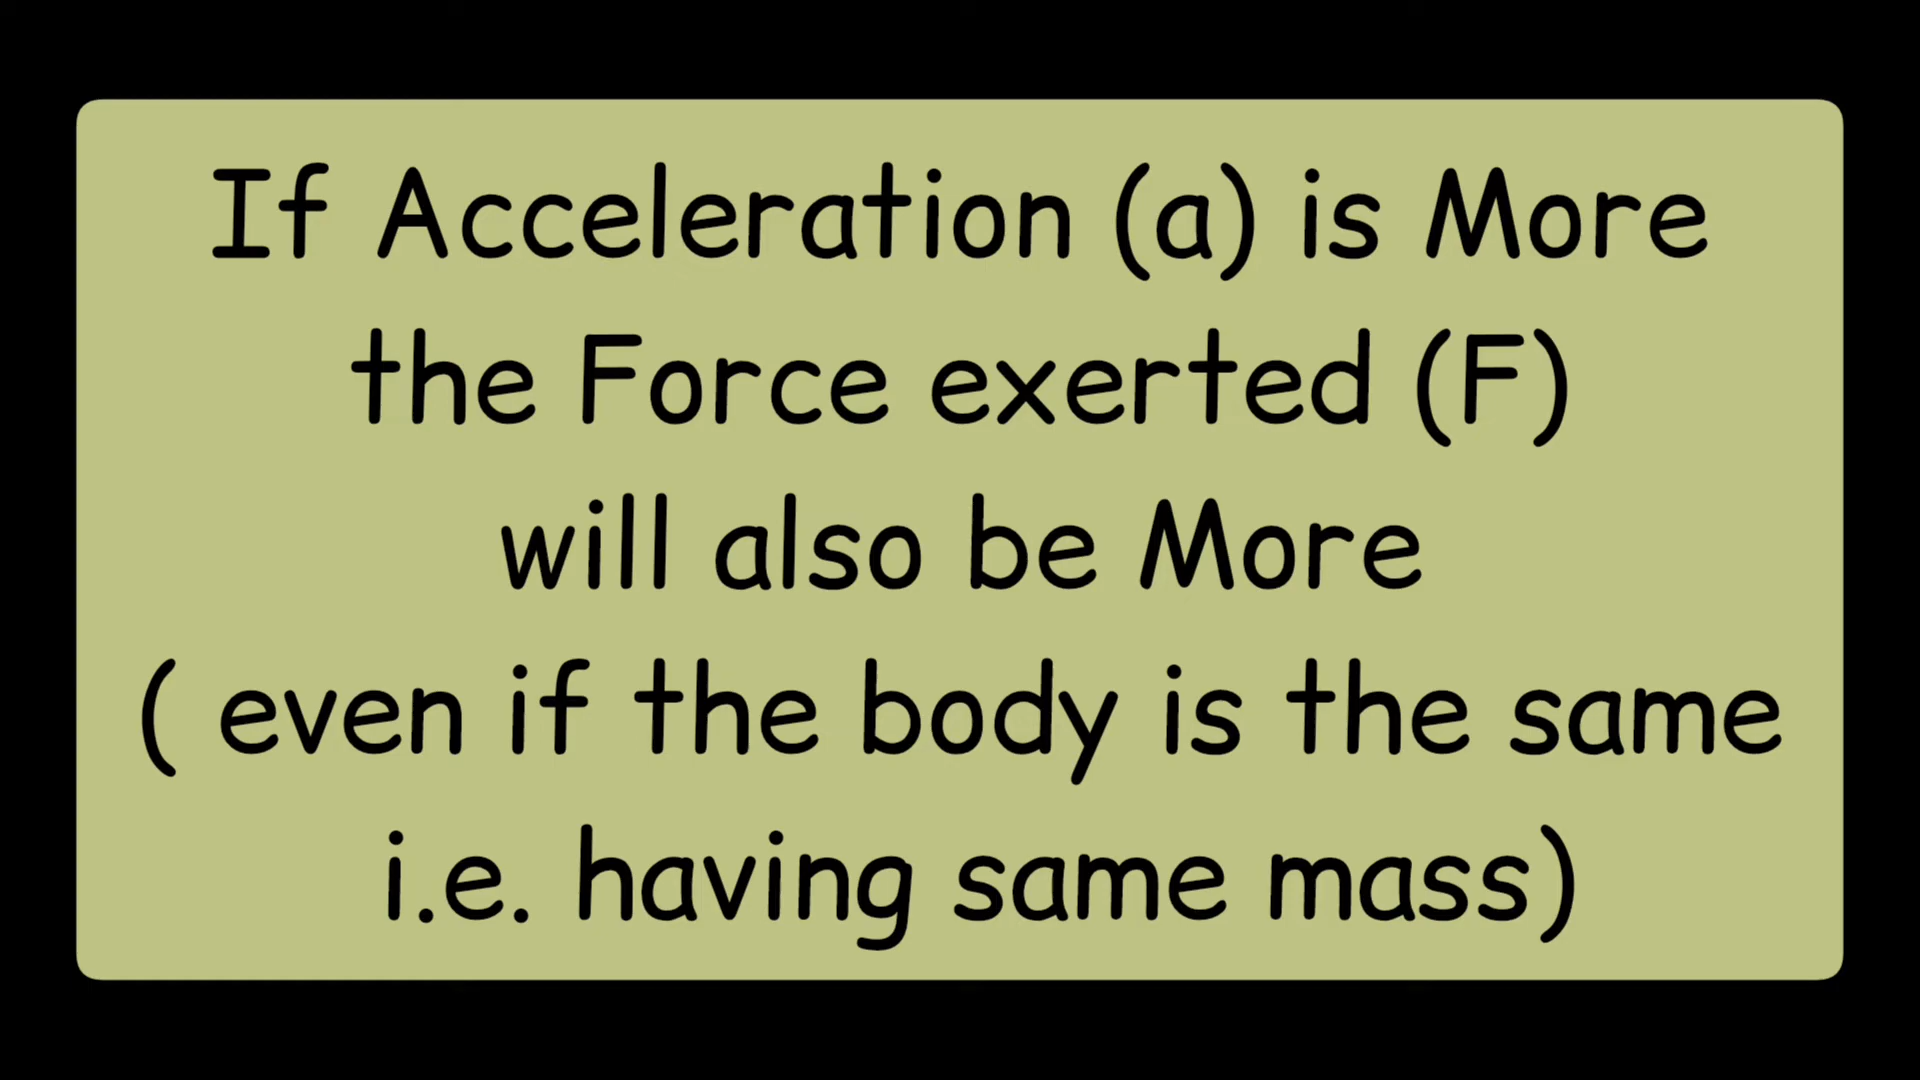 If Acceleration (a) is More
the Force exerted (F)
will also be More
( even if the body is the same
i.e. having same mass)